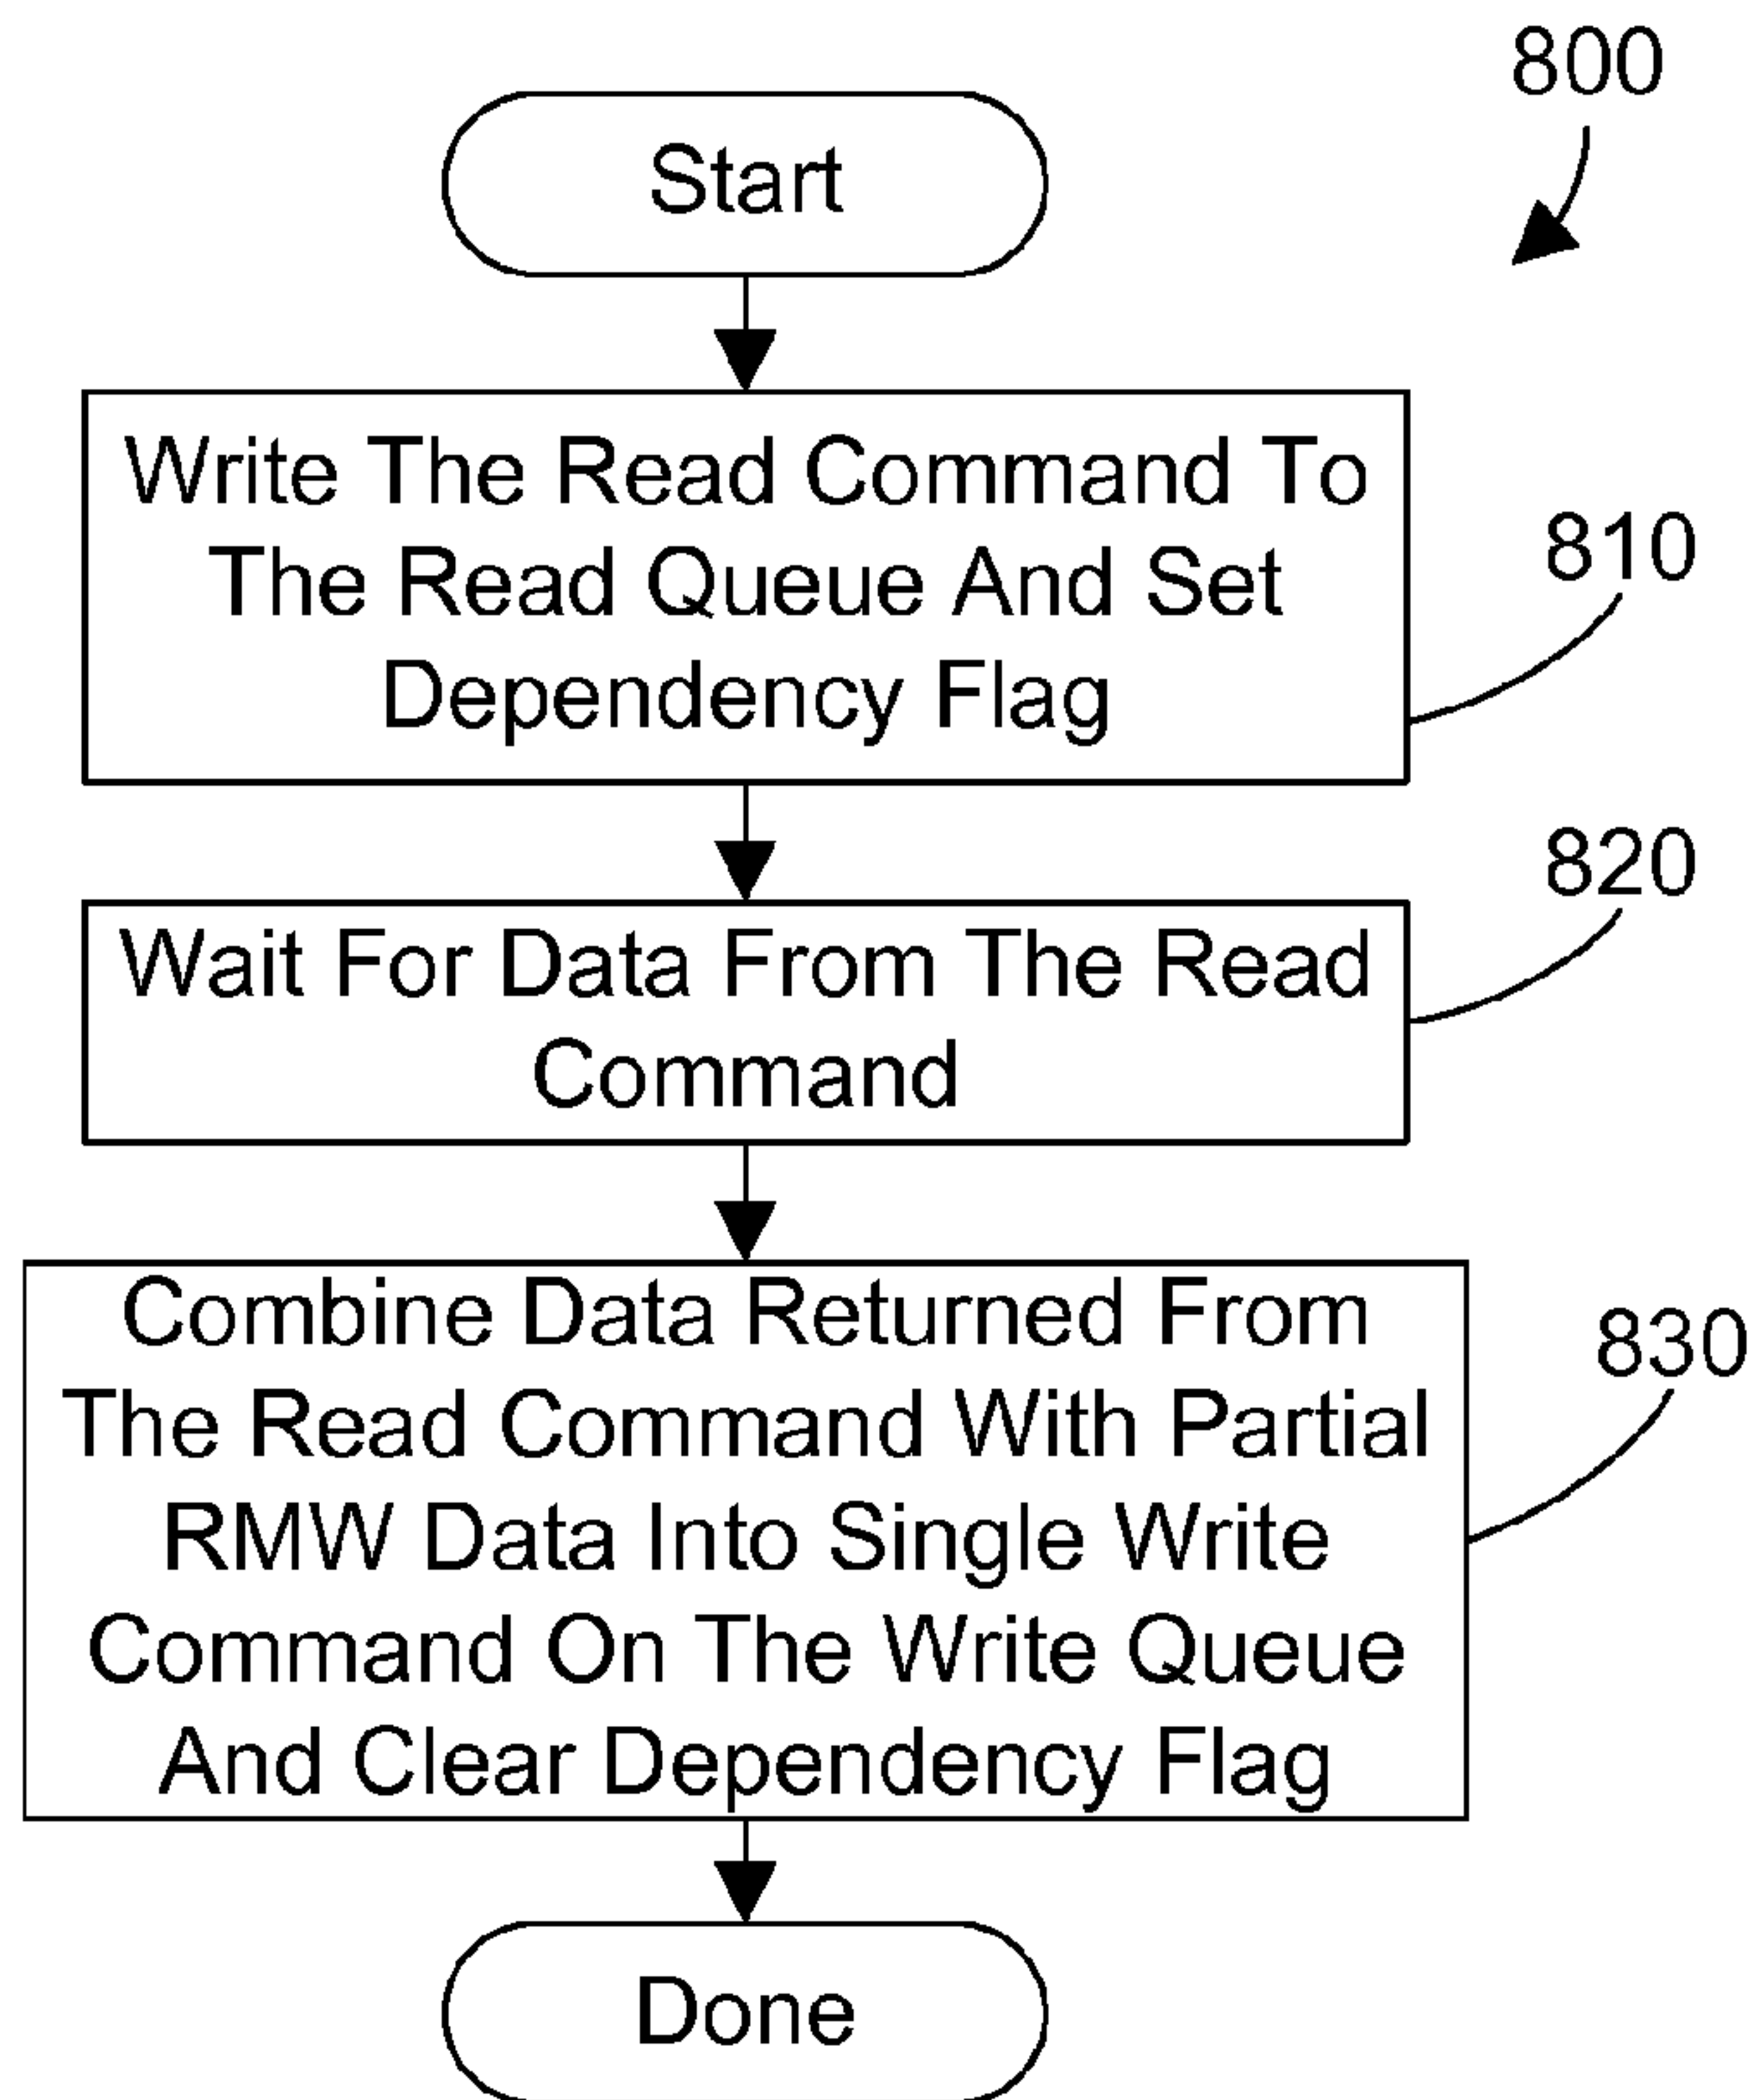 800
Start
Write The Read Command To
The Read Queue And Set
Dependency Flag
810
Wait For Data From The Read
Command
820
Combine Data Returned From
The Read Command With Partial
RMW Data Into Single Write
Command On The Write Queue
And Clear Dependency Flag
830
Done